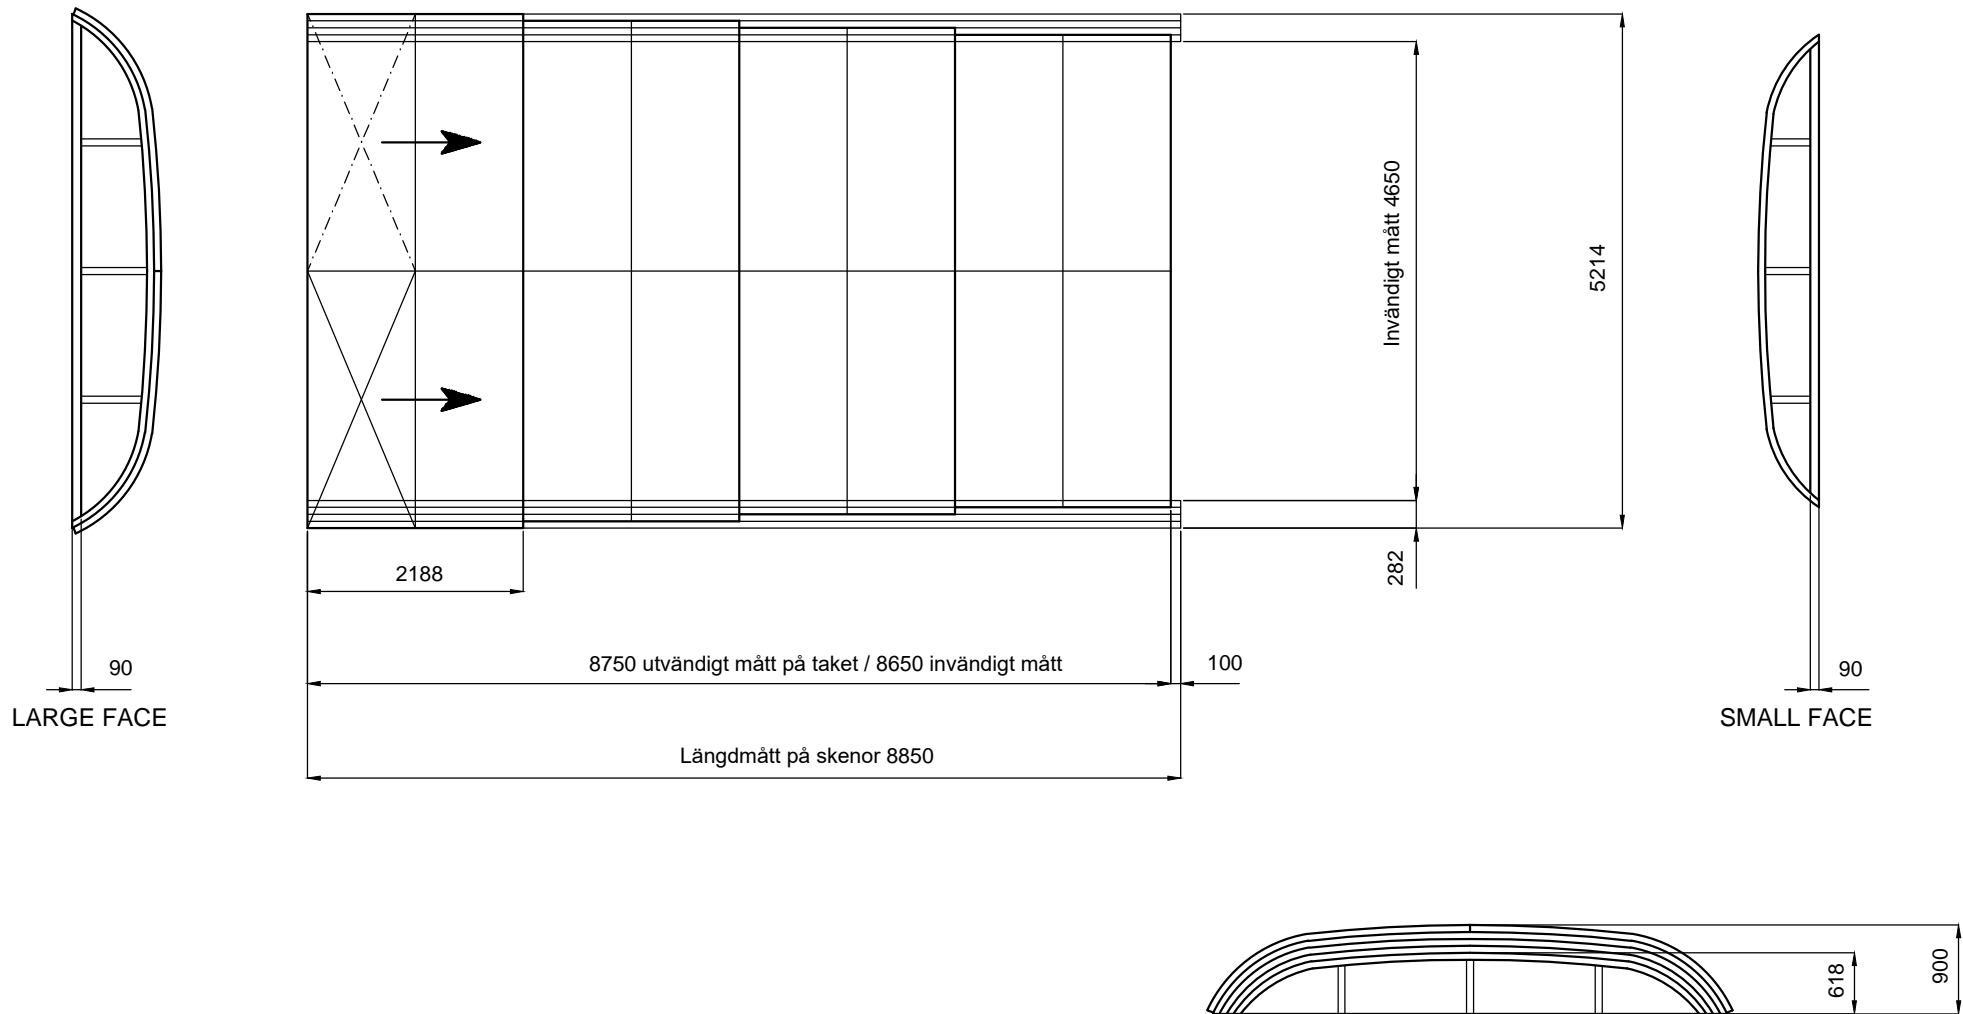 Invändigt mått 4650
5214
282
2188
8750 utvändigt mått på taket / 8650 invändigt mått
100
90
LARGE FACE
90
SMALL FACE
Längdmått på skenor 8850
618
900